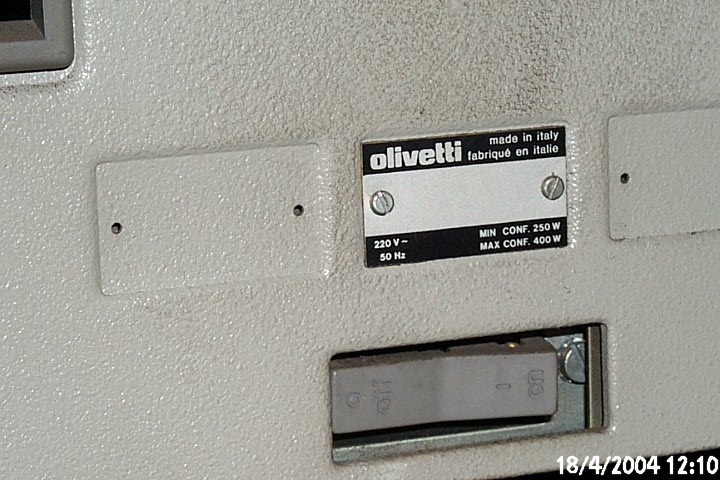 olivetti
made in italy
fabriqué en italie
220 V ~
50 Hz
MIN CONF. 250 W
MAX CONF. 400 W
O off
I on
18/4/2004 12:10